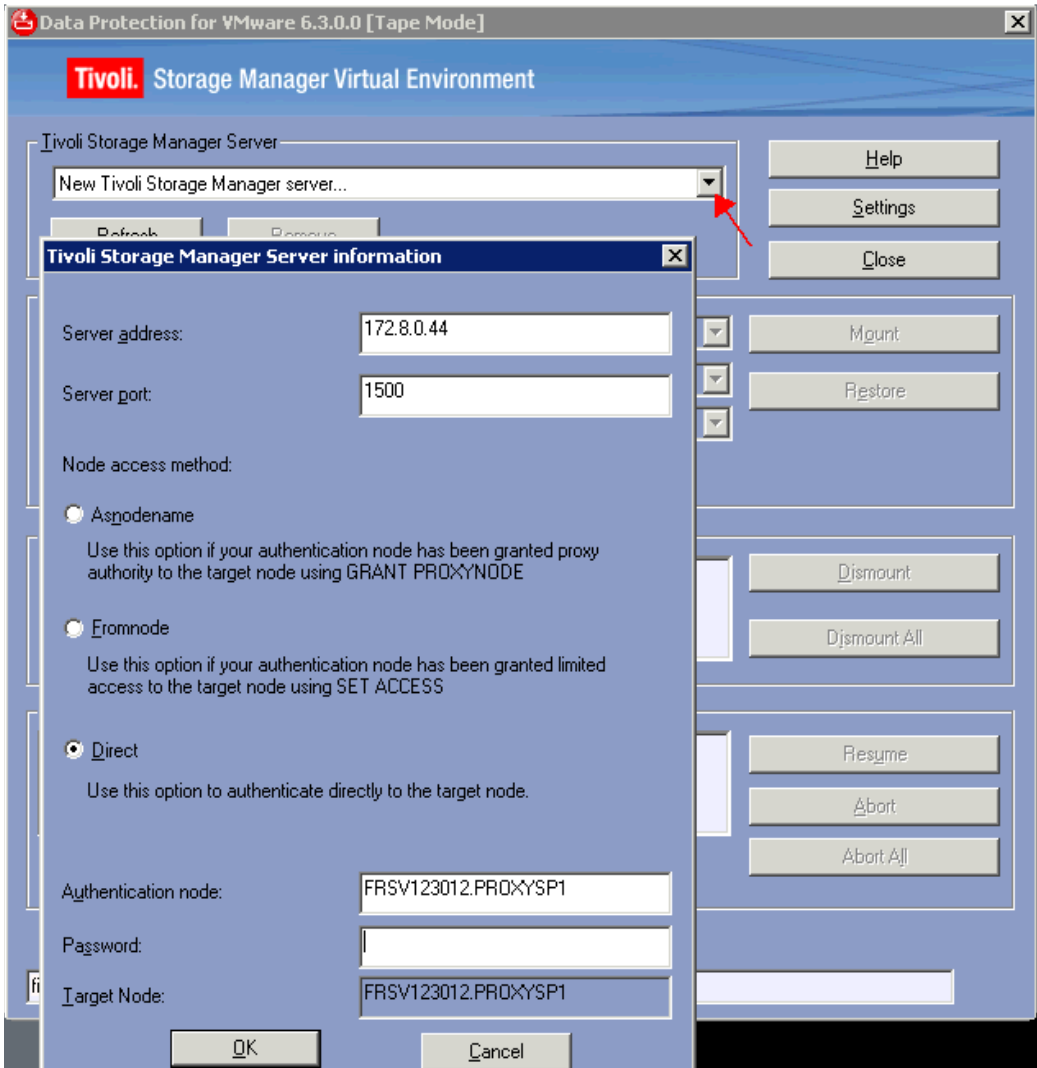 Data Protection for VMware 6.3.0.0 [Tape Mode]
Tivoli. Storage Manager Virtual Environment
Tivoli Storage Manager Server
New Tivoli Storage Manager server...
Help
Settings
Close
Refresh
Remove
Tivoli Storage Manager Server information
Server address: 172.8.0.44
Server port: 1500
Node access method:
Asnodename
Use this option if your authentication node has been granted proxy
authority to the target node using GRANT PROXYNODE
Fromnode
Use this option if your authentication node has been granted limited
access to the target node using SET ACCESS
Direct
Use this option to authenticate directly to the target node.
Authentication node: FRSV123012.PROXYSP1
Password:
Target Node: FRSV123012.PROXYSP1
OK
Cancel
Mount
Restore
Dismount
Dismount All
Resume
Abort
Abort All